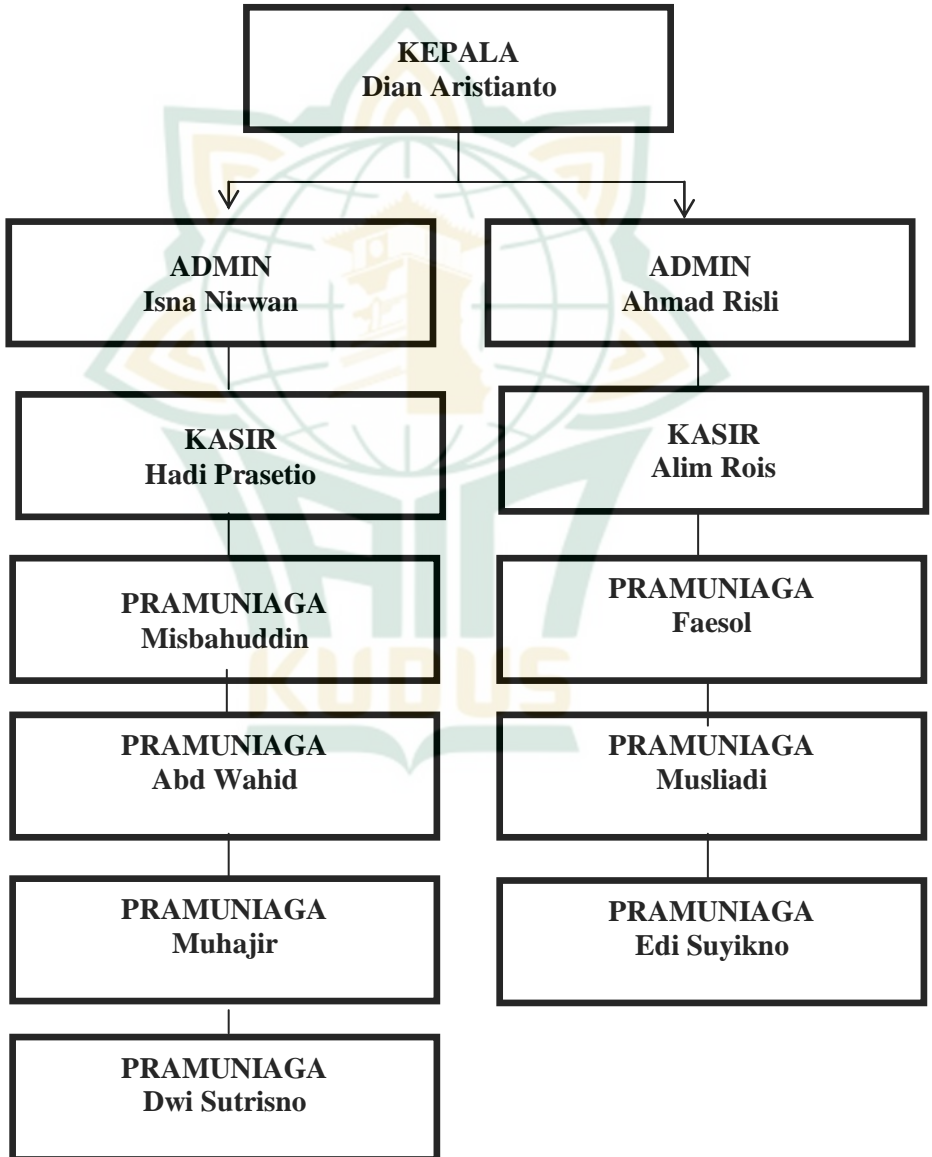 KEPALA
Dian Aristianto
ADMIN
Isna Nirwan
ADMIN
Ahmad Risli
KASIR
Hadi Prasetio
KASIR
Alim Rois
PRAMUNIAGA
Misbahuddin
PRAMUNIAGA
Faesol
PRAMUNIAGA
Abd Wahid
PRAMUNIAGA
Musliadi
PRAMUNIAGA
Muhajir
PRAMUNIAGA
Edi Suyikno
PRAMUNIAGA
Dwi Sutrisno
KUDUS